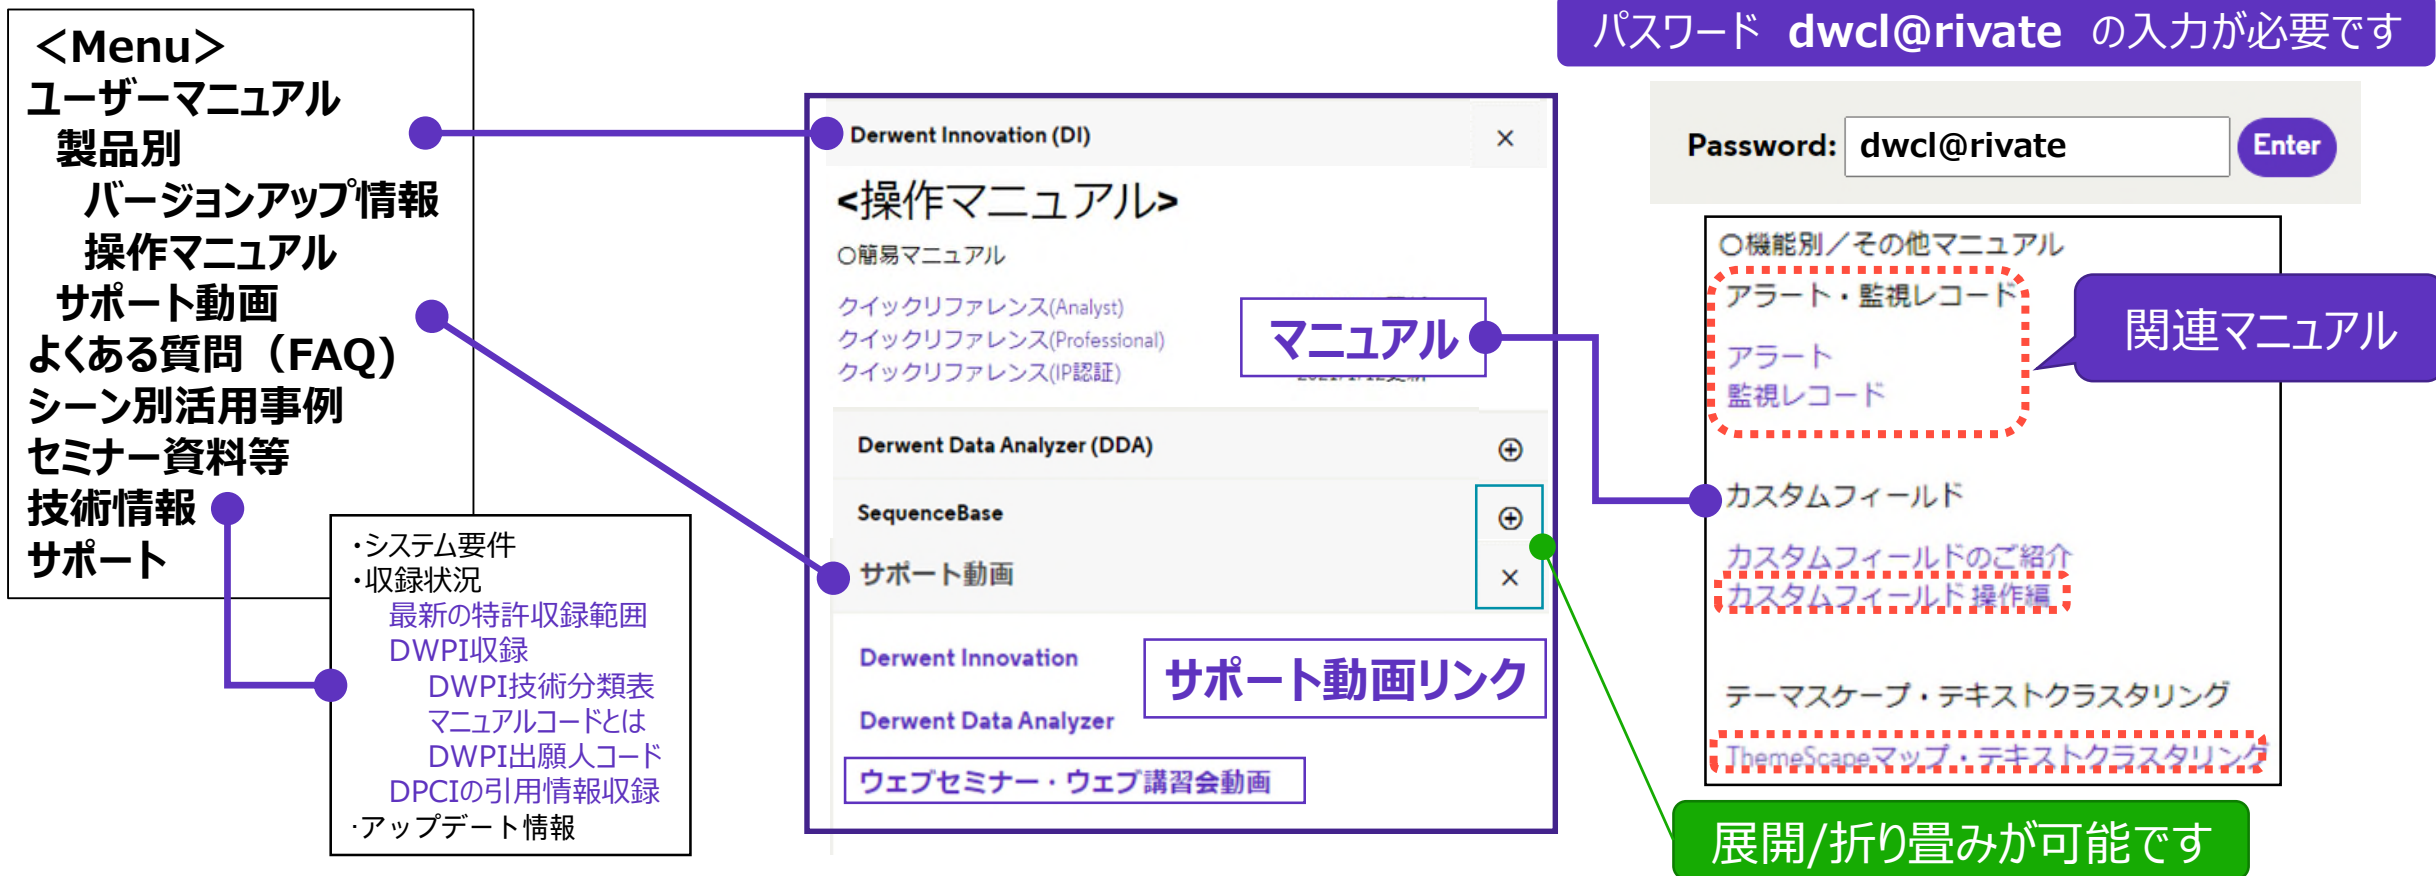 <Menu>
ユーザーマニュアル
製品別
バージョンアップ情報
操作マニュアル
サポート動画
よくある質問（FAQ)
シーン別活用事例
セミナー資料等
技術情報
サポート
・システム要件
・収録状況
最新の特許収録範囲
DWPI収録
DWPI技術分類表
マニュアルコードとは
DWPI出願人コード
DPCIの引用情報収録
・アップデート情報
Derwent Innovation (DI)
<操作マニュアル>
○簡易マニュアル
クイックリファレンス(Analyst)
クイックリファレンス(Professional)
クイックリファレンス(IP認証)
マニュアル
Derwent Data Analyzer (DDA)
SequenceBase
サポート動画
Derwent Innovation
サポート動画リンク
Derwent Data Analyzer
ウェブセミナー・ウェブ講習会動画
パスワード dwcl@rivate の入力が必要です
Password: dwcl@rivate Enter
○機能別／その他マニュアル
アラート・監視レコード
アラート
監視レコード
関連マニュアル
カスタムフィールド
カスタムフィールドのご紹介
カスタムフィールド 操作編
テーマスケープ・テキストクラスタリング
ThemeScapeマップ・テキストクラスタリング
展開/折り畳みが可能です